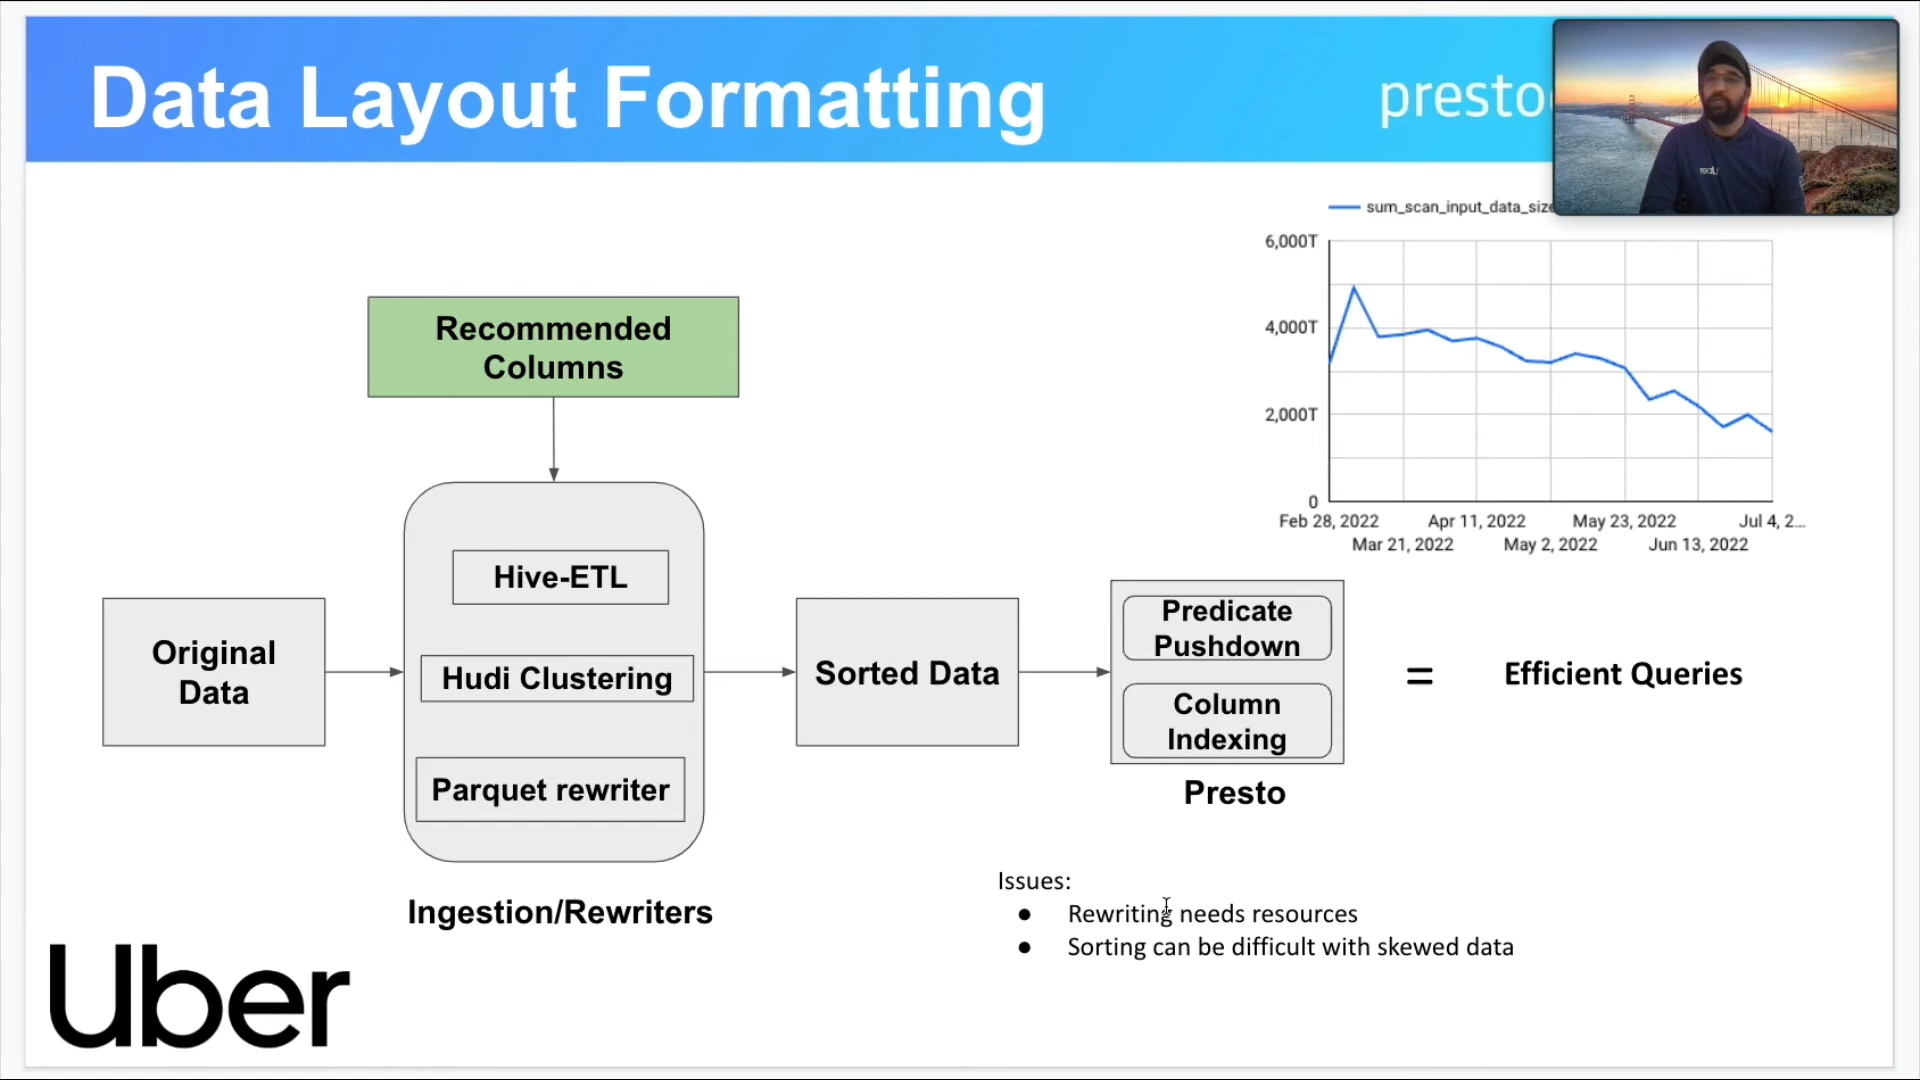 Data Layout Formatting
presto
sum_scan_input_data_size
6,000T
4,000T
2,000T
0
Feb 28, 2022
Mar 21, 2022
Apr 11, 2022
May 2, 2022
May 23, 2022
Jun 13, 2022
Jul 4, 2...
Recommended
Columns
Original
Data
Hive-ETL
Hudi Clustering
Parquet rewriter
Ingestion/Rewriters
Sorted Data
Predicate
Pushdown
Column
Indexing
Presto
=
Efficient Queries
Issues:
● Rewriting needs resources
● Sorting can be difficult with skewed data
Uber